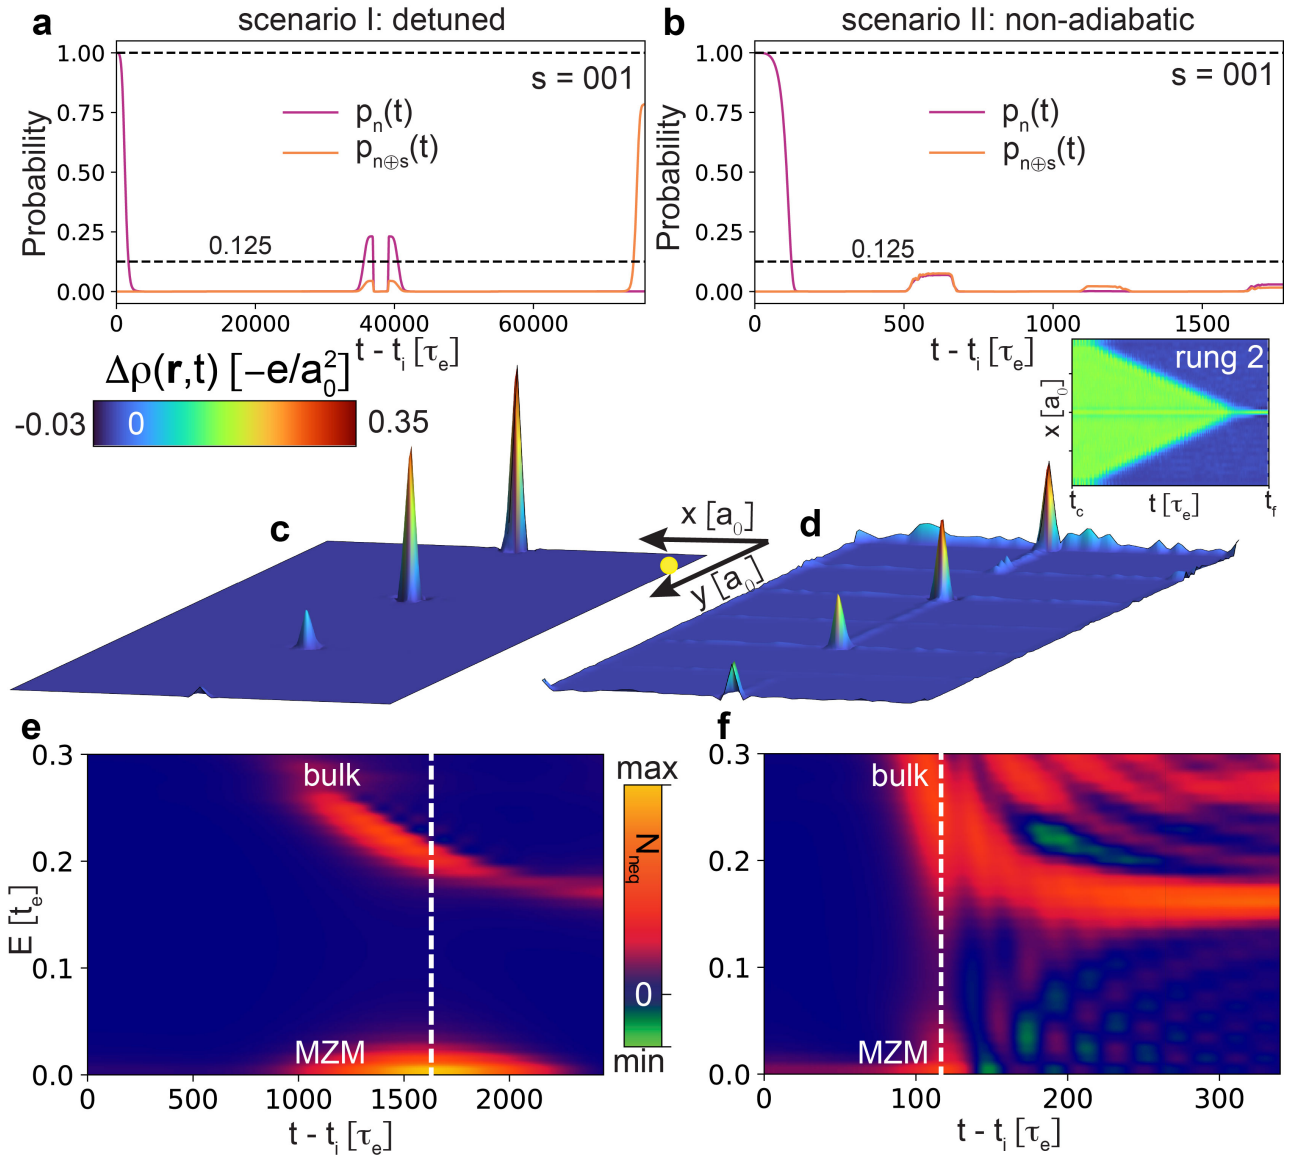 a scenario I: detuned
1.00
0.75
0.50
0.25
0.00
Probability
s = 001
pn(t)
pn⊕s(t)
0.125
0 20000 40000 60000
t - ti [τe]
b scenario II: non-adiabatic
1.00
0.75
0.50
0.25
0.00
Probability
s = 001
pn(t)
pn⊕s(t)
0.125
0 500 1000 1500
t - ti [τe]
Δρ(r,t) [−e/a0²]
-0.03 0 0.35
rung 2
x [a0]
tc t [τe] tf
c
x [a0]
y [a0]
d
e
0.3
0.2
0.1
0.0
E [te]
bulk
MZM
0 500 1000 1500 2000
t - ti [τe]
max
Nneq
0
min
f
0.3
0.2
0.1
0.0
bulk
MZM
0 100 200 300
t - ti [τe]